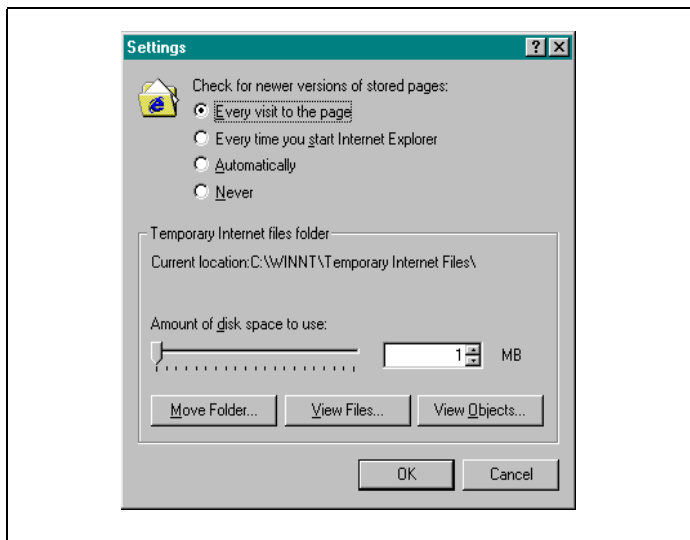 Settings
Check for newer versions of stored pages:
Every visit to the page
Every time you start Internet Explorer
Automatically
Never
Temporary Internet files folder
Current location:C:\WINNT\Temporary Internet Files\
Amount of disk space to use:
1 MB
Move Folder... View Files... View Objects...
OK Cancel